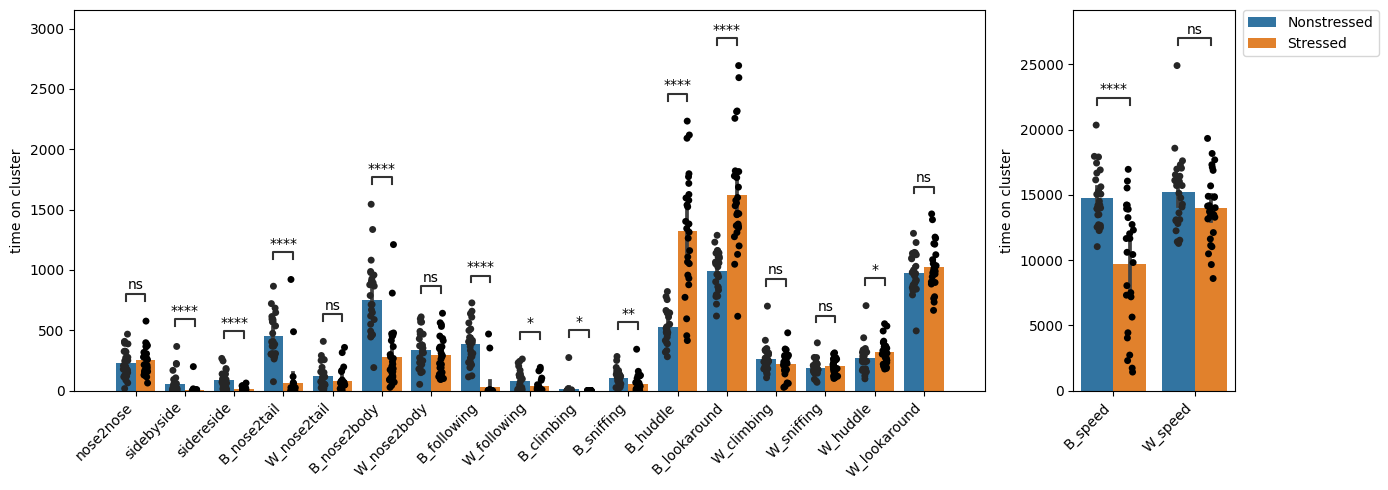 time on cluster
3000
2500
2000
1500
1000
500
0
ns
****
****
****
ns
****
ns
****
*
*
**
****
****
ns
ns
*
ns
nose2nose
sidebyside
sidereside
B_nose2tail
W_nose2tail
B_nose2body
W_nose2body
B_following
W_following
B_climbing
B_sniffing
B_huddle
B_lookaround
W_climbing
W_sniffing
W_huddle
W_lookaround
time on cluster
25000
20000
15000
10000
5000
0
****
ns
B_speed
W_speed
Nonstressed
Stressed